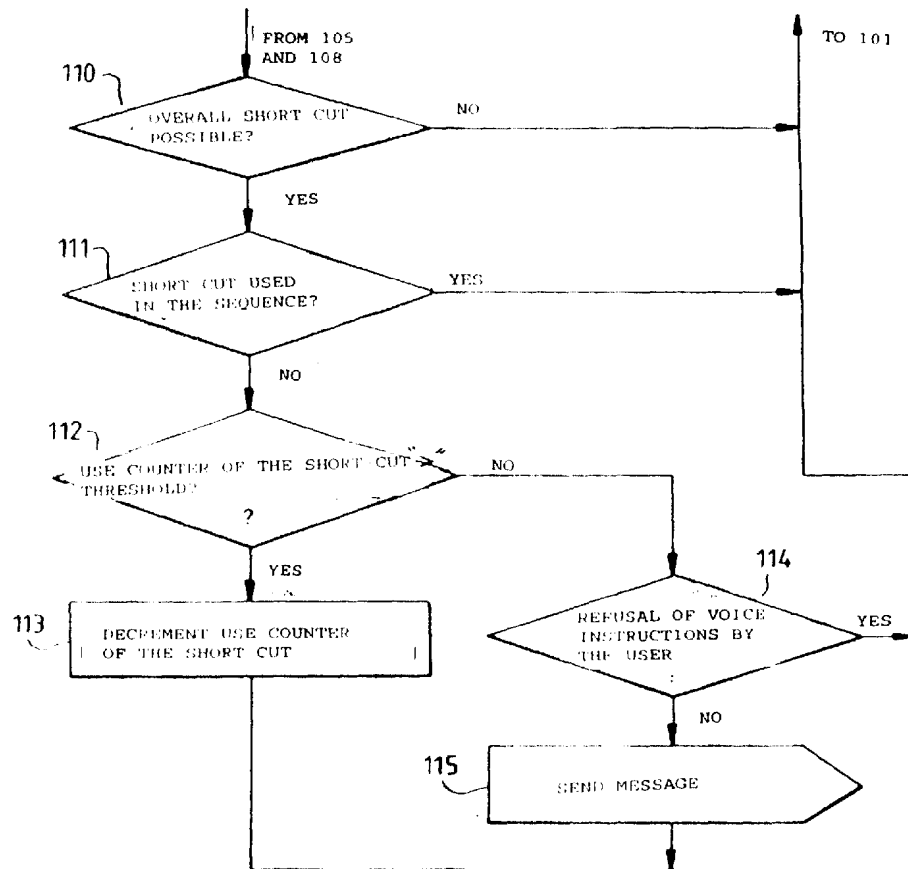 FROM 105
AND 108
TO 101
110
OVERALL SHORT CUT
POSSIBLE?
NO
YES
111
SHORT CUT USED
IN THE SEQUENCE?
YES
NO
112
USE COUNTER OF THE SHORT CUT
THRESHOLD?
?
NO
YES
114
REFUSAL OF VOICE
INSTRUCTIONS BY
THE USER
YES
113
DECREMENT USE COUNTER
OF THE SHORT CUT
NO
115
SEND MESSAGE